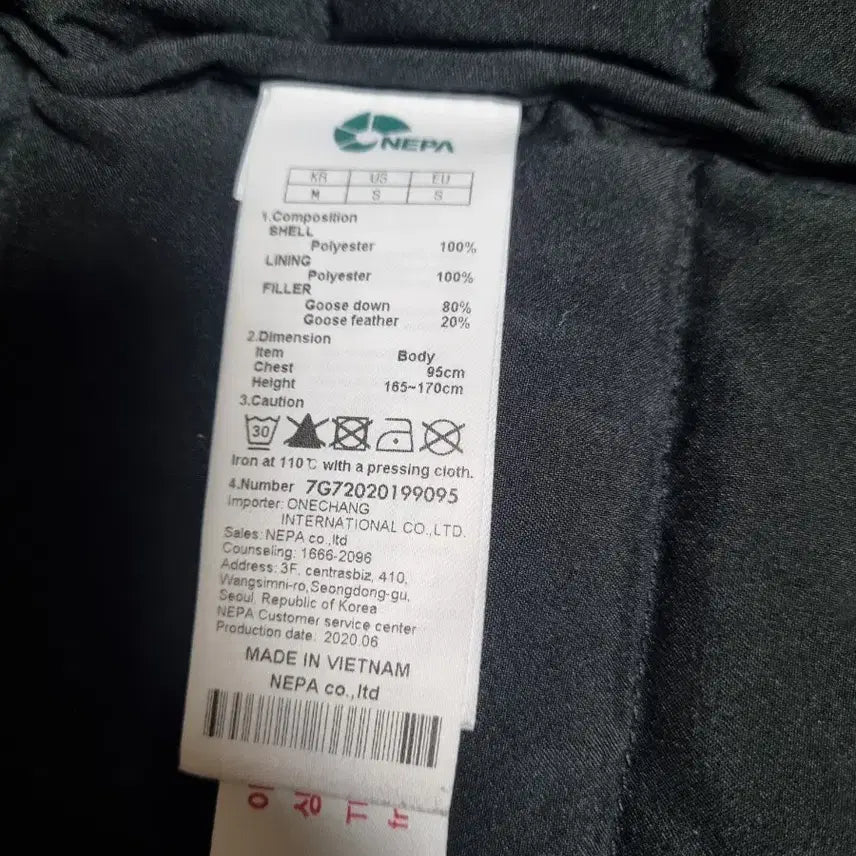 NEPA
KR US EU
M S S
1.Composition
SHELL
Polyester 100%
LINING
Polyester 100%
FILLER
Goose down 80%
Goose feather 20%
2.Dimension
Item Body
Chest 95cm
Height 165~170cm
3.Caution
30
Iron at 110℃ with a pressing cloth.
4.Number 7G72020199095
Importer: ONECHANG
INTERNATIONAL CO.,LTD.
Sales: NEPA co.,ltd
Counseling: 1666-2096
Address: 3F, centrasbiz, 410,
Wangsimni-ro, Seongdong-gu,
Seoul, Republic of Korea
NEPA Customer service center
Production date: 2020.06
MADE IN VIETNAM
NEPA co.,ltd